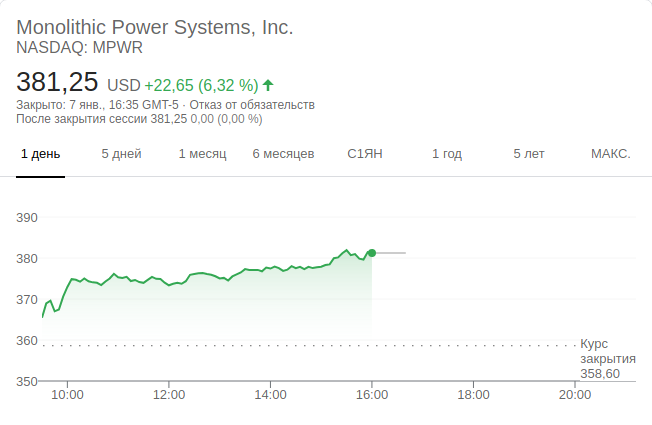 Monolithic Power Systems, Inc.
NASDAQ: MPWR
381,25 USD +22,65 (6,32 %)
Закрыто: 7 янв., 16:35 GMT-5 · Отказ от обязательств
После закрытия сессии 381,25 0,00 (0,00 %)
1 день 5 дней 1 месяц 6 месяцев С1ЯН 1 год 5 лет МАКС.
390
380
370
360
Курс
закрытия
358,60
350
10:00 12:00 14:00 16:00 18:00 20:00